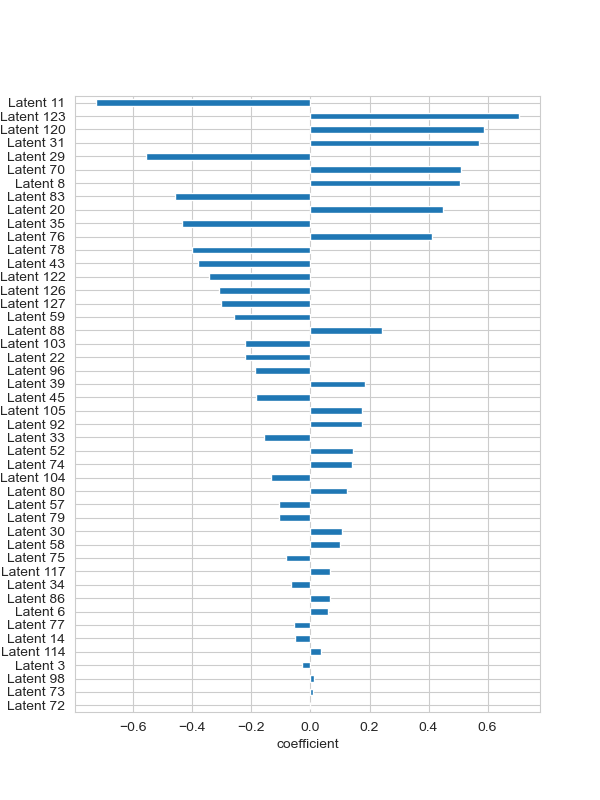 Latent 11
Latent 123
Latent 120
Latent 31
Latent 29
Latent 70
Latent 8
Latent 83
Latent 20
Latent 35
Latent 76
Latent 78
Latent 43
Latent 122
Latent 126
Latent 127
Latent 59
Latent 88
Latent 103
Latent 22
Latent 96
Latent 39
Latent 45
Latent 105
Latent 92
Latent 33
Latent 52
Latent 74
Latent 104
Latent 80
Latent 57
Latent 79
Latent 30
Latent 58
Latent 75
Latent 117
Latent 34
Latent 86
Latent 6
Latent 77
Latent 14
Latent 114
Latent 3
Latent 98
Latent 73
Latent 72
−0.6 −0.4 −0.2 0.0 0.2 0.4 0.6
coefficient